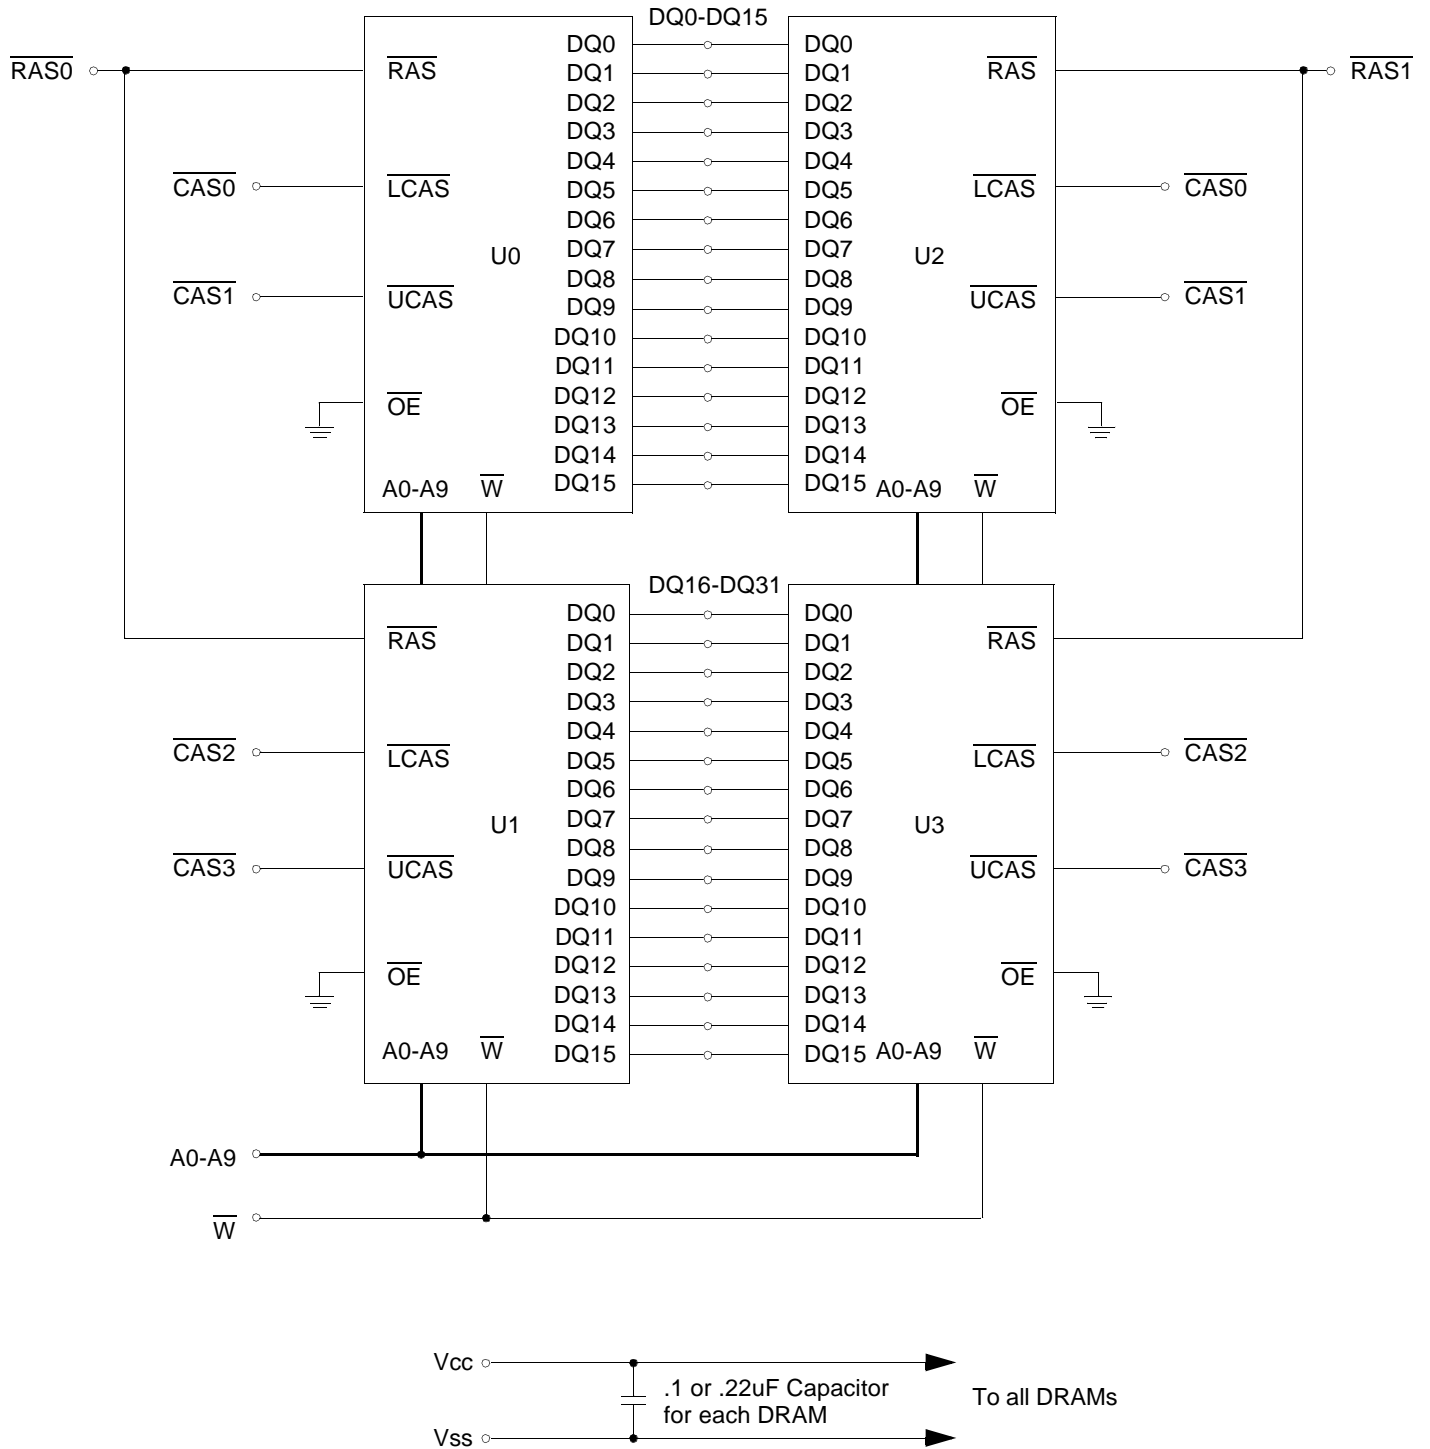 DQ0-DQ15
RAS0
RAS
LCAS
UCAS
OE
A0-A9 W
U0
CAS0
CAS1
DQ0
DQ1
DQ2
DQ3
DQ4
DQ5
DQ6
DQ7
DQ8
DQ9
DQ10
DQ11
DQ12
DQ13
DQ14
DQ15
DQ0
DQ1
DQ2
DQ3
DQ4
DQ5
DQ6
DQ7
DQ8
DQ9
DQ10
DQ11
DQ12
DQ13
DQ14
DQ15 A0-A9 W
U2
RAS
LCAS
UCAS
OE
RAS1
CAS0
CAS1
DQ16-DQ31
RAS
LCAS
UCAS
OE
A0-A9 W
U1
CAS2
CAS3
DQ0
DQ1
DQ2
DQ3
DQ4
DQ5
DQ6
DQ7
DQ8
DQ9
DQ10
DQ11
DQ12
DQ13
DQ14
DQ15
DQ0
DQ1
DQ2
DQ3
DQ4
DQ5
DQ6
DQ7
DQ8
DQ9
DQ10
DQ11
DQ12
DQ13
DQ14
DQ15 A0-A9 W
U3
RAS
LCAS
UCAS
OE
CAS2
CAS3
A0-A9
W
Vcc
.1 or .22uF Capacitor
for each DRAM
To all DRAMs
Vss